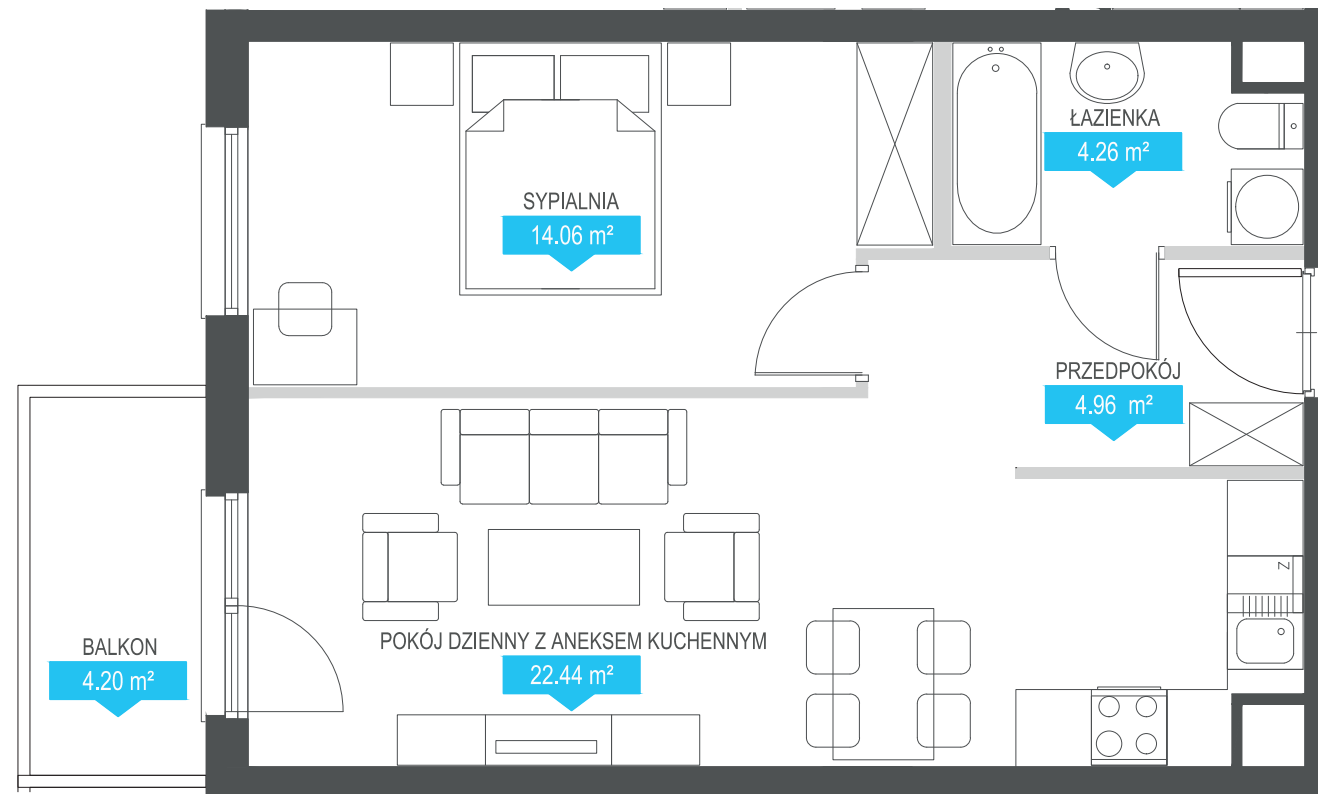 ŁAZIENKA
4.26 m²
SYPIALNIA
14.06 m²
PRZEDPOKÓJ
4.96 m²
Z
POKÓJ DZIENNY Z ANEKSEM KUCHENNYM
22.44 m²
BALKON
4.20 m²